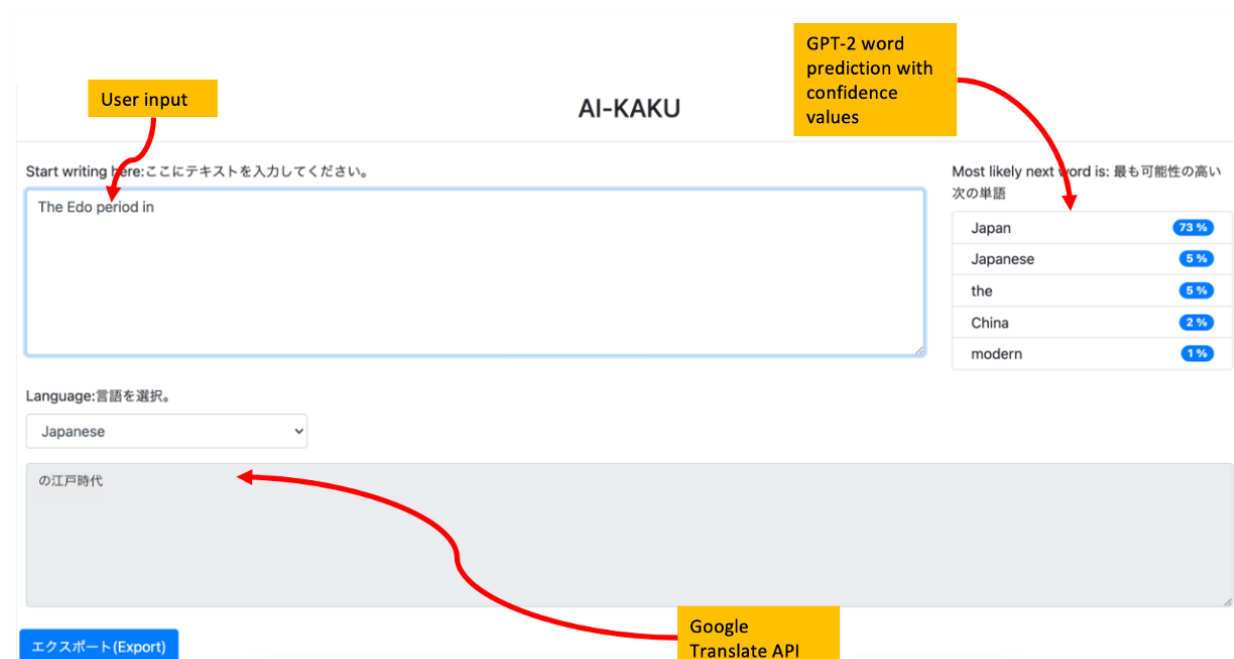 User input
GPT-2 word
prediction with
confidence
values
AI-KAKU
Start writing here:ここにテキストを入力してください。
The Edo period in
Most likely next word is: 最も可能性の高い
次の単語
Japan 73 %
Japanese 5 %
the 5 %
China 2 %
modern 1 %
Language:言語を選択。
Japanese
の江戸時代
Google
Translate API
エクスポート(Export)